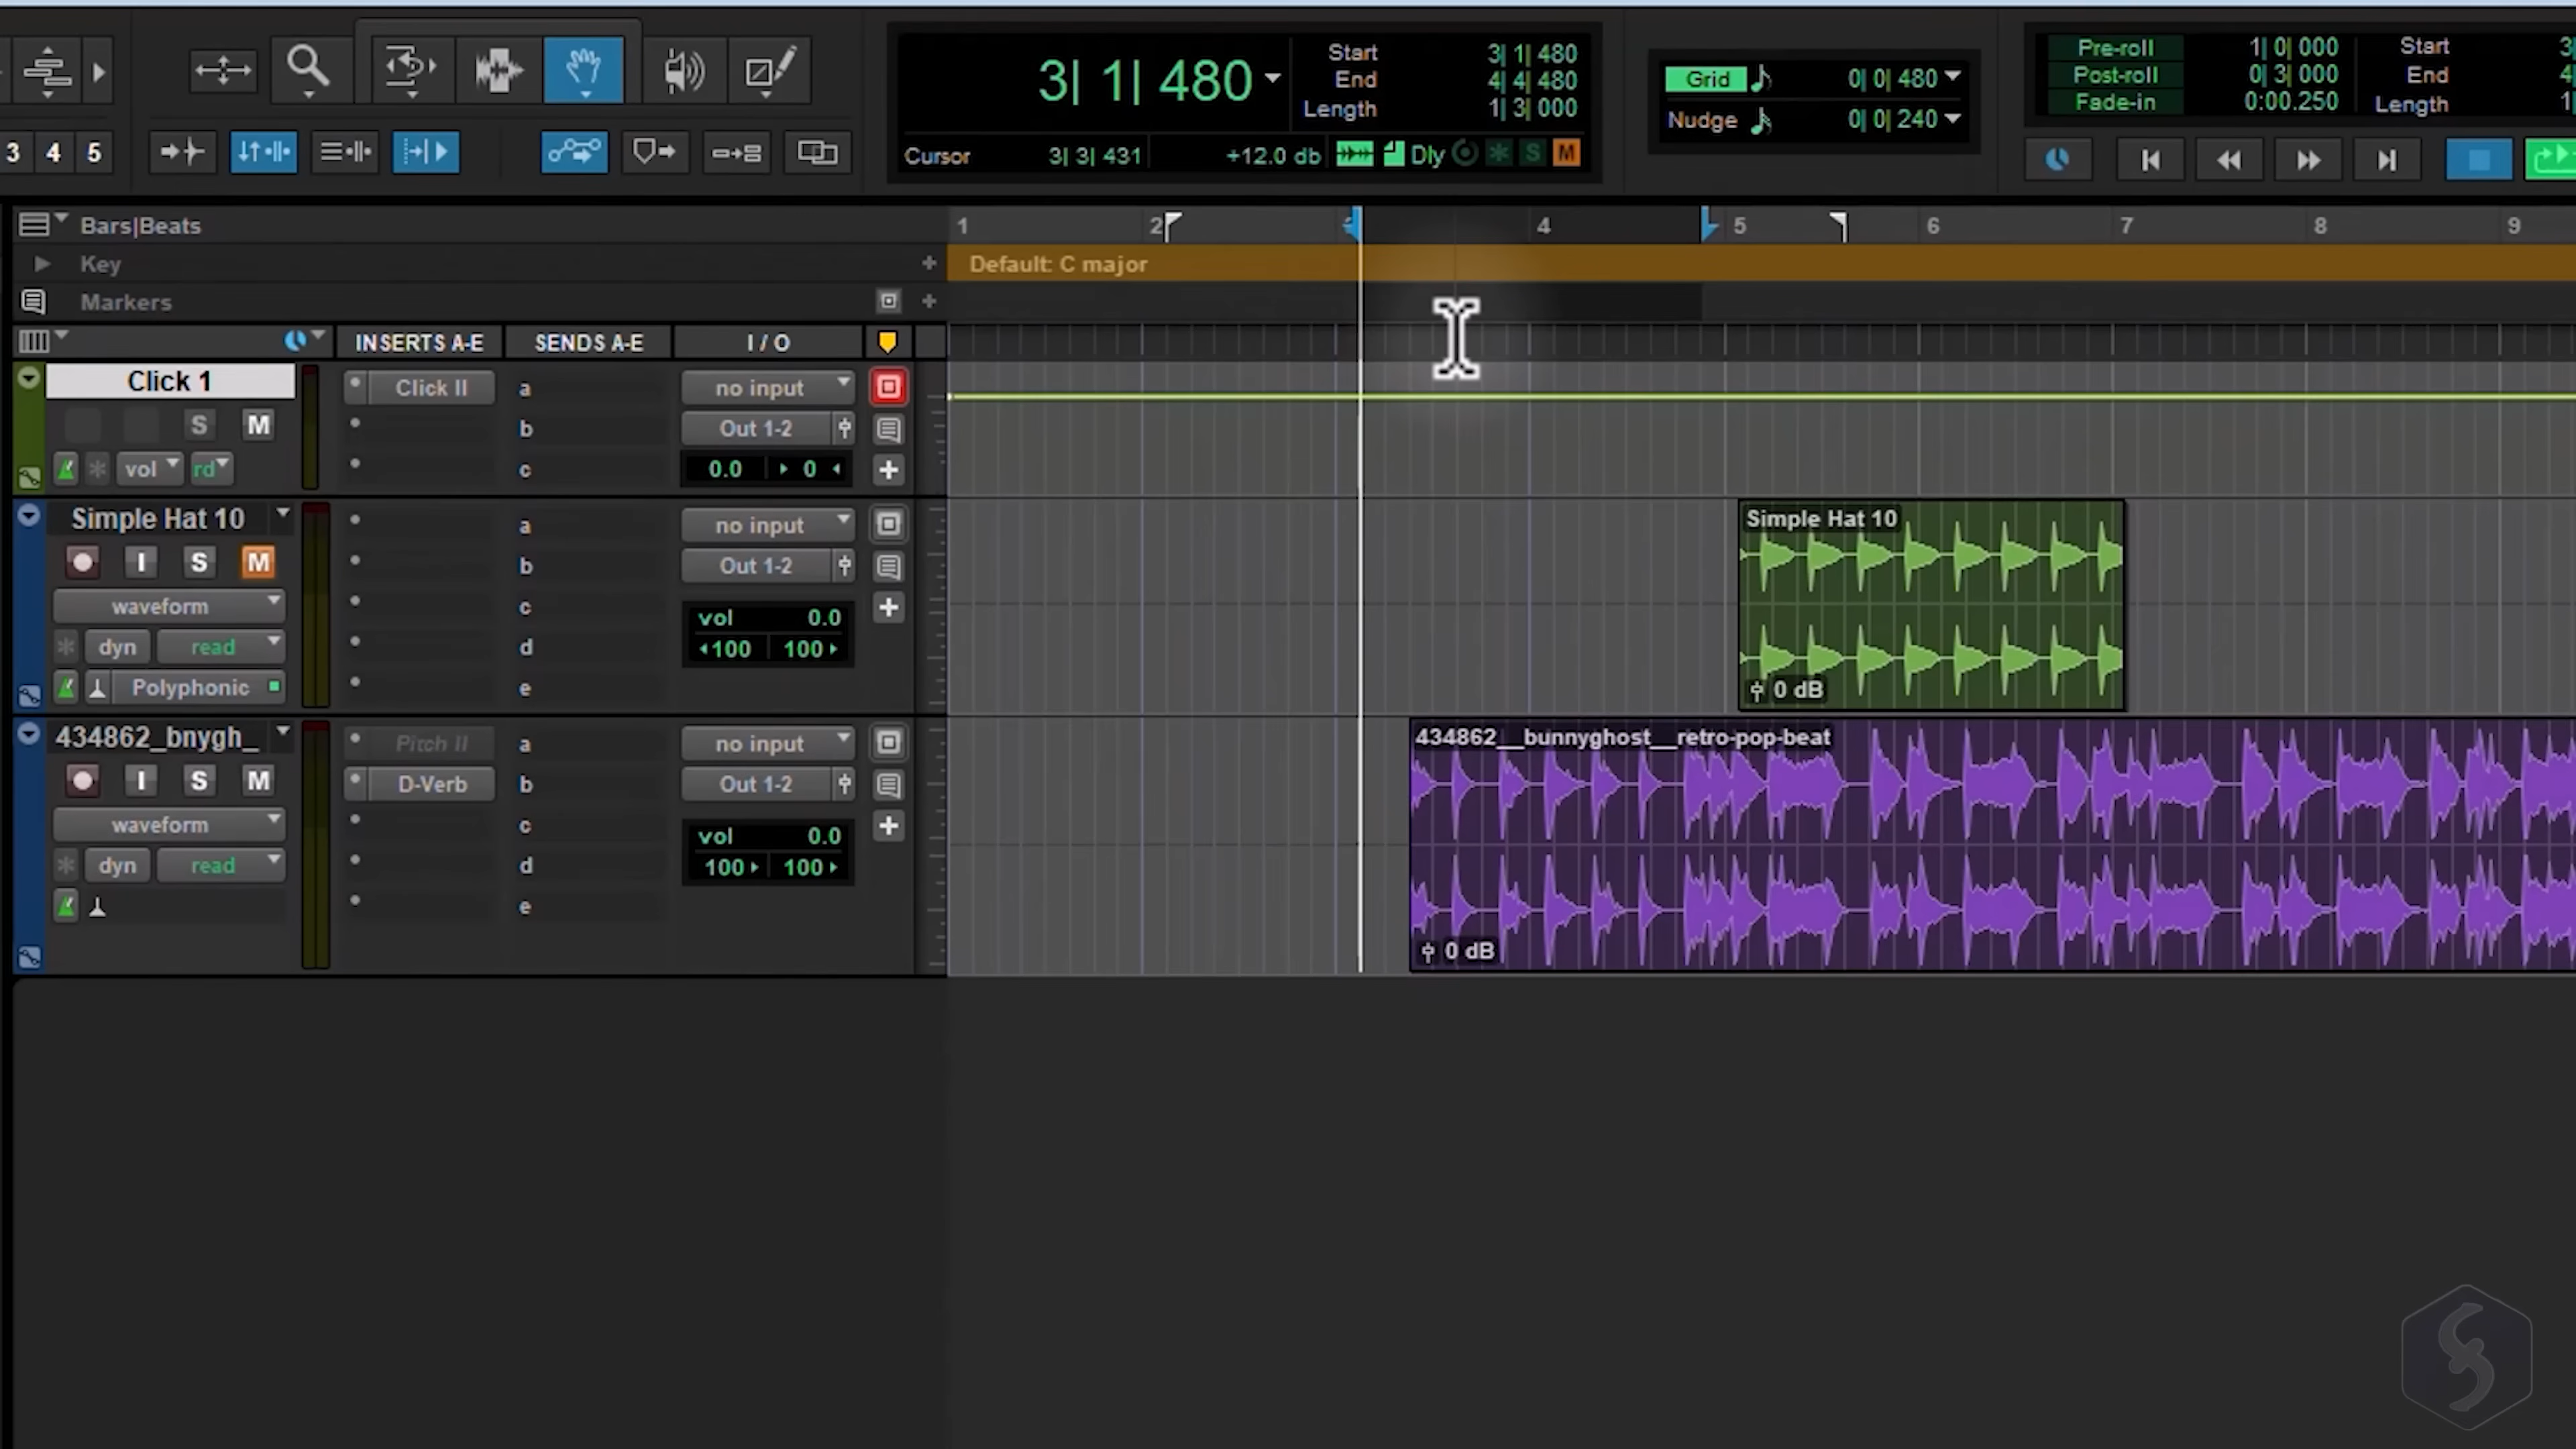 3| 1| 480
Start 3| 1| 480
End 4| 4| 480
Length 1| 3| 000
Cursor 3| 3| 431 +12.0 db Dly S M
Grid 0| 0| 480
Nudge 0| 0| 240
Pre-roll 1| 0| 000
Post-roll 0| 3| 000
Fade-in 0:00.250
Start 3|
End 4|
Length 1|
3 4 5
Bars|Beats 1 2 4 5 6 7 8 9
Key + Default: C major
Markers +
INSERTS A-E SENDS A-E I / O
Click 1 Click II a no input
S M b Out 1-2
vol rd c 0.0 0
Simple Hat 10 a no input Simple Hat 10
I S M b Out 1-2
waveform c vol 0.0
dyn read d 100 100
Polyphonic e 0 dB
434862_bnygh_ Pitch II a no input 434862__bunnyghost__retro-pop-beat
I S M D-Verb b Out 1-2
waveform c vol 0.0
dyn read d 100 100
e
0 dB